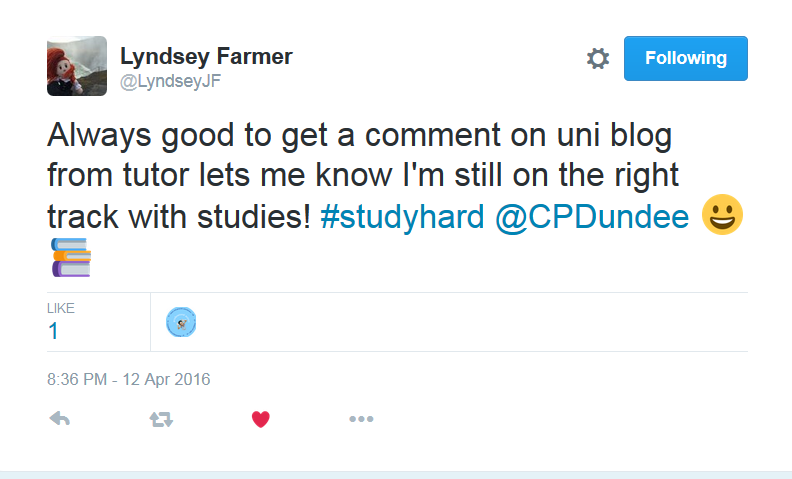 Lyndsey Farmer
@LyndseyJF
Following
Always good to get a comment on uni blog
from tutor lets me know I'm still on the right
track with studies! #studyhard @CPDundee 😀
📚
LIKE
1
8:36 PM - 12 Apr 2016